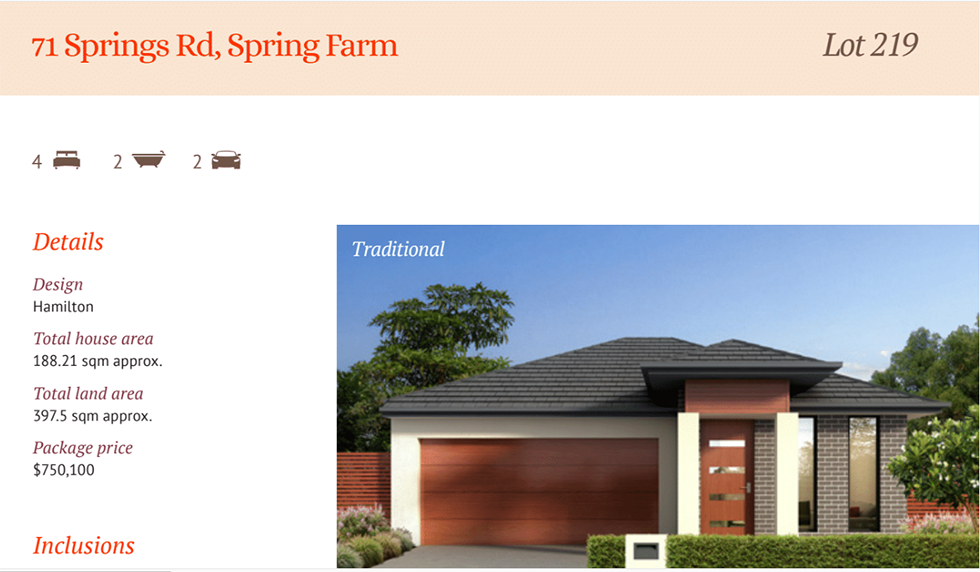 71 Springs Rd, Spring Farm
Lot 219
4 2 2
Details
Traditional
Design
Hamilton
Total house area
188.21 sqm approx.
Total land area
397.5 sqm approx.
Package price
$750,100
Inclusions